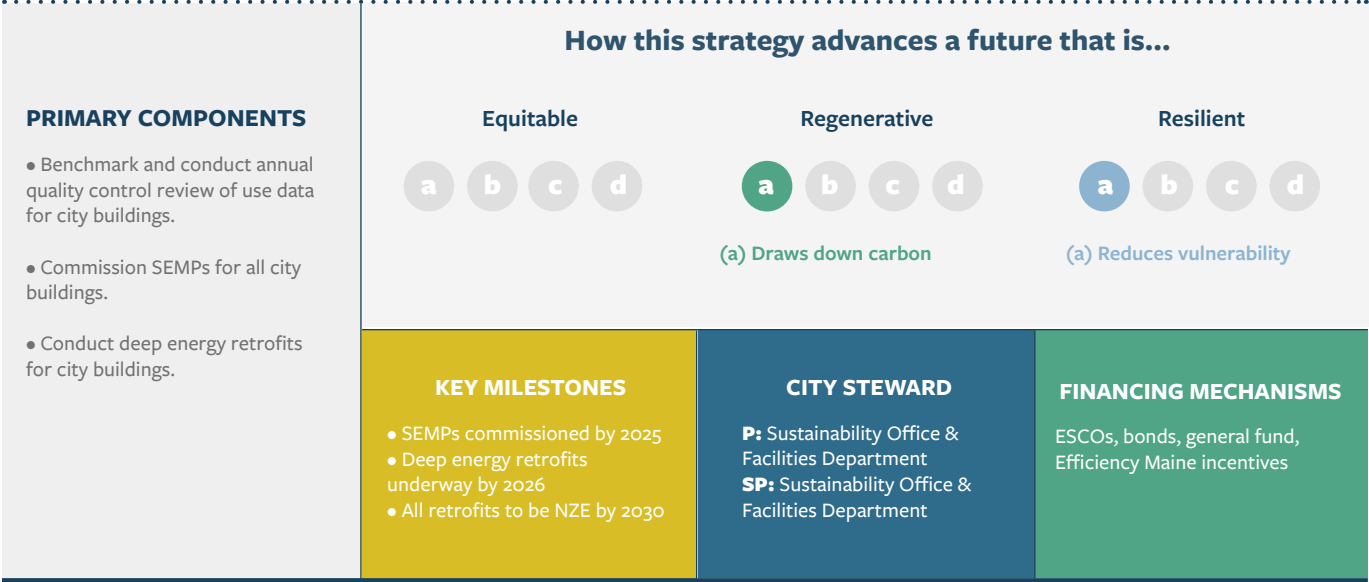 How this strategy advances a future that is...
PRIMARY COMPONENTS
• Benchmark and conduct annual
quality control review of use data
for city buildings.
• Commission SEMPs for all city
buildings.
• Conduct deep energy retrofits
for city buildings.
Equitable
a b c d
Regenerative
a b c d
(a) Draws down carbon
Resilient
a b c d
(a) Reduces vulnerability
KEY MILESTONES
• SEMPs commissioned by 2025
• Deep energy retrofits
underway by 2026
• All retrofits to be NZE by 2030
CITY STEWARD
P: Sustainability Office &
Facilities Department
SP: Sustainability Office &
Facilities Department
FINANCING MECHANISMS
ESCOs, bonds, general fund,
Efficiency Maine incentives